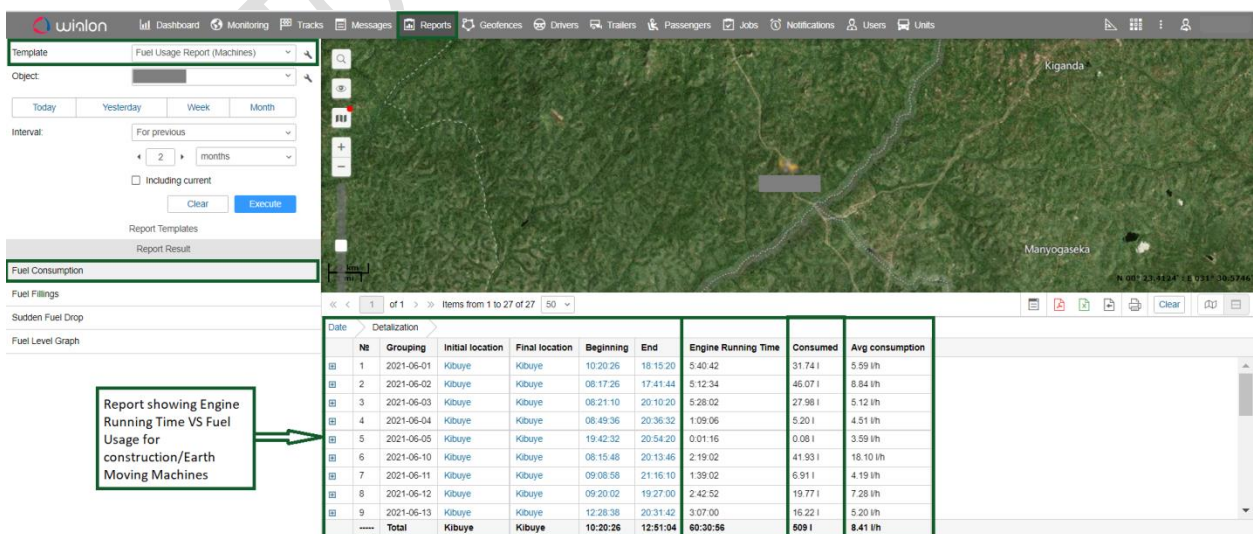 wialon Dashboard Monitoring Tracks Messages Reports Geofences Drivers Trailers Passengers Jobs Notifications Users Units
Template Fuel Usage Report (Machines)
Object:
Today Yesterday Week Month
Interval: For previous
2 months
Including current
Clear Execute
Report Templates
Report Result
Fuel Consumption
Fuel Fillings
Sudden Fuel Drop
Fuel Level Graph
Kiganda
Manyogaseka
N 00° 23.4124' : E 031° 30.5746'
1 of 1 Items from 1 to 27 of 27 50 Clear
Date Detalization
№ Grouping Initial location Final location Beginning End Engine Running Time Consumed Avg consumption
1 2021-06-01 Kibuye Kibuye 10:20:26 18:15:20 5:40:42 31.74 l 5.59 l/h
2 2021-06-02 Kibuye Kibuye 08:17:26 17:41:44 5:12:34 46.07 l 8.84 l/h
3 2021-06-03 Kibuye Kibuye 08:21:10 20:10:20 5:28:02 27.98 l 5.12 l/h
4 2021-06-04 Kibuye Kibuye 08:49:36 20:36:32 1:09:06 5.20 l 4.51 l/h
5 2021-06-05 Kibuye Kibuye 19:42:32 20:54:20 0:01:16 0.08 l 3.59 l/h
6 2021-06-10 Kibuye Kibuye 08:15:48 20:13:46 2:19:02 41.93 l 18.10 l/h
7 2021-06-11 Kibuye Kibuye 09:08:58 21:16:10 1:39:02 6.91 l 4.19 l/h
8 2021-06-12 Kibuye Kibuye 09:20:02 19:27:00 2:42:52 19.77 l 7.28 l/h
9 2021-06-13 Kibuye Kibuye 12:28:38 20:31:42 3:07:00 16.22 l 5.20 l/h
----- Total Kibuye Kibuye 10:20:26 12:51:04 60:30:56 509 l 8.41 l/h
Report showing Engine
Running Time VS Fuel
Usage for
construction/Earth
Moving Machines